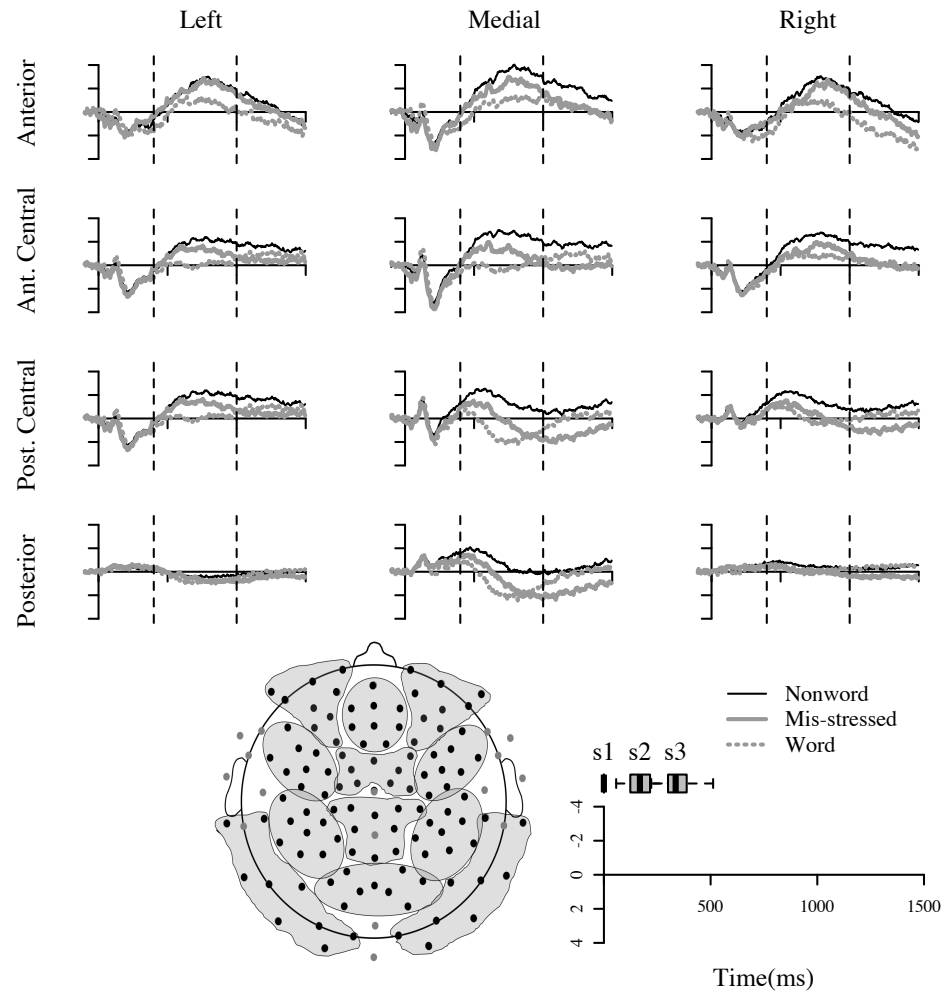 Left Medial Right
Anterior
Ant. Central
Post. Central
Posterior
Nonword
Mis-stressed
Word
s1 s2 s3
-4
-2
0
2
4
500 1000 1500
Time(ms)